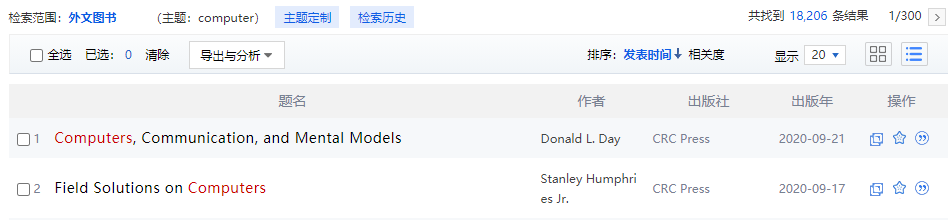 检索范围：外文图书 （主题：computer） 主题定制 检索历史 共找到 18,206 条结果 1/300 >
全选 已选：0 清除 导出与分析 排序：发表时间↓ 相关度 显示 20
题名 作者 出版社 出版年 操作
1 Computers, Communication, and Mental Models Donald L. Day CRC Press 2020-09-21
2 Field Solutions on Computers Stanley Humphri CRC Press 2020-09-17
es Jr.